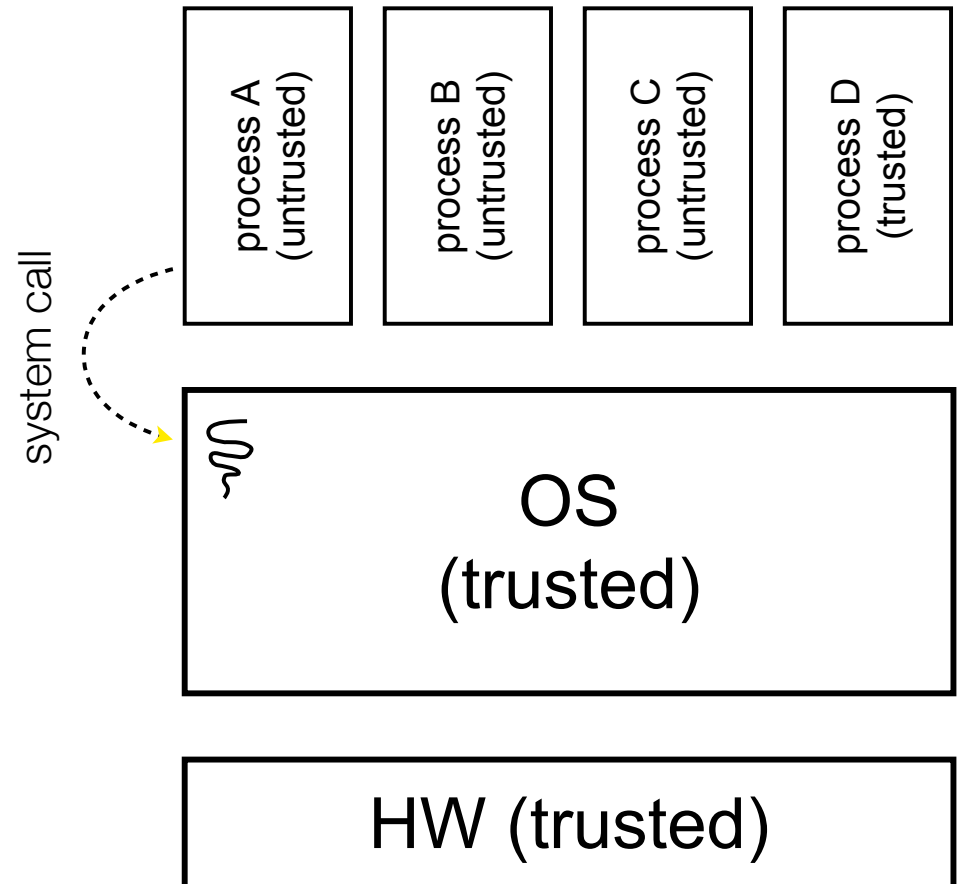 process A
(untrusted)
process B
(untrusted)
process C
(untrusted)
process D
(trusted)
system call
OS
(trusted)
HW (trusted)